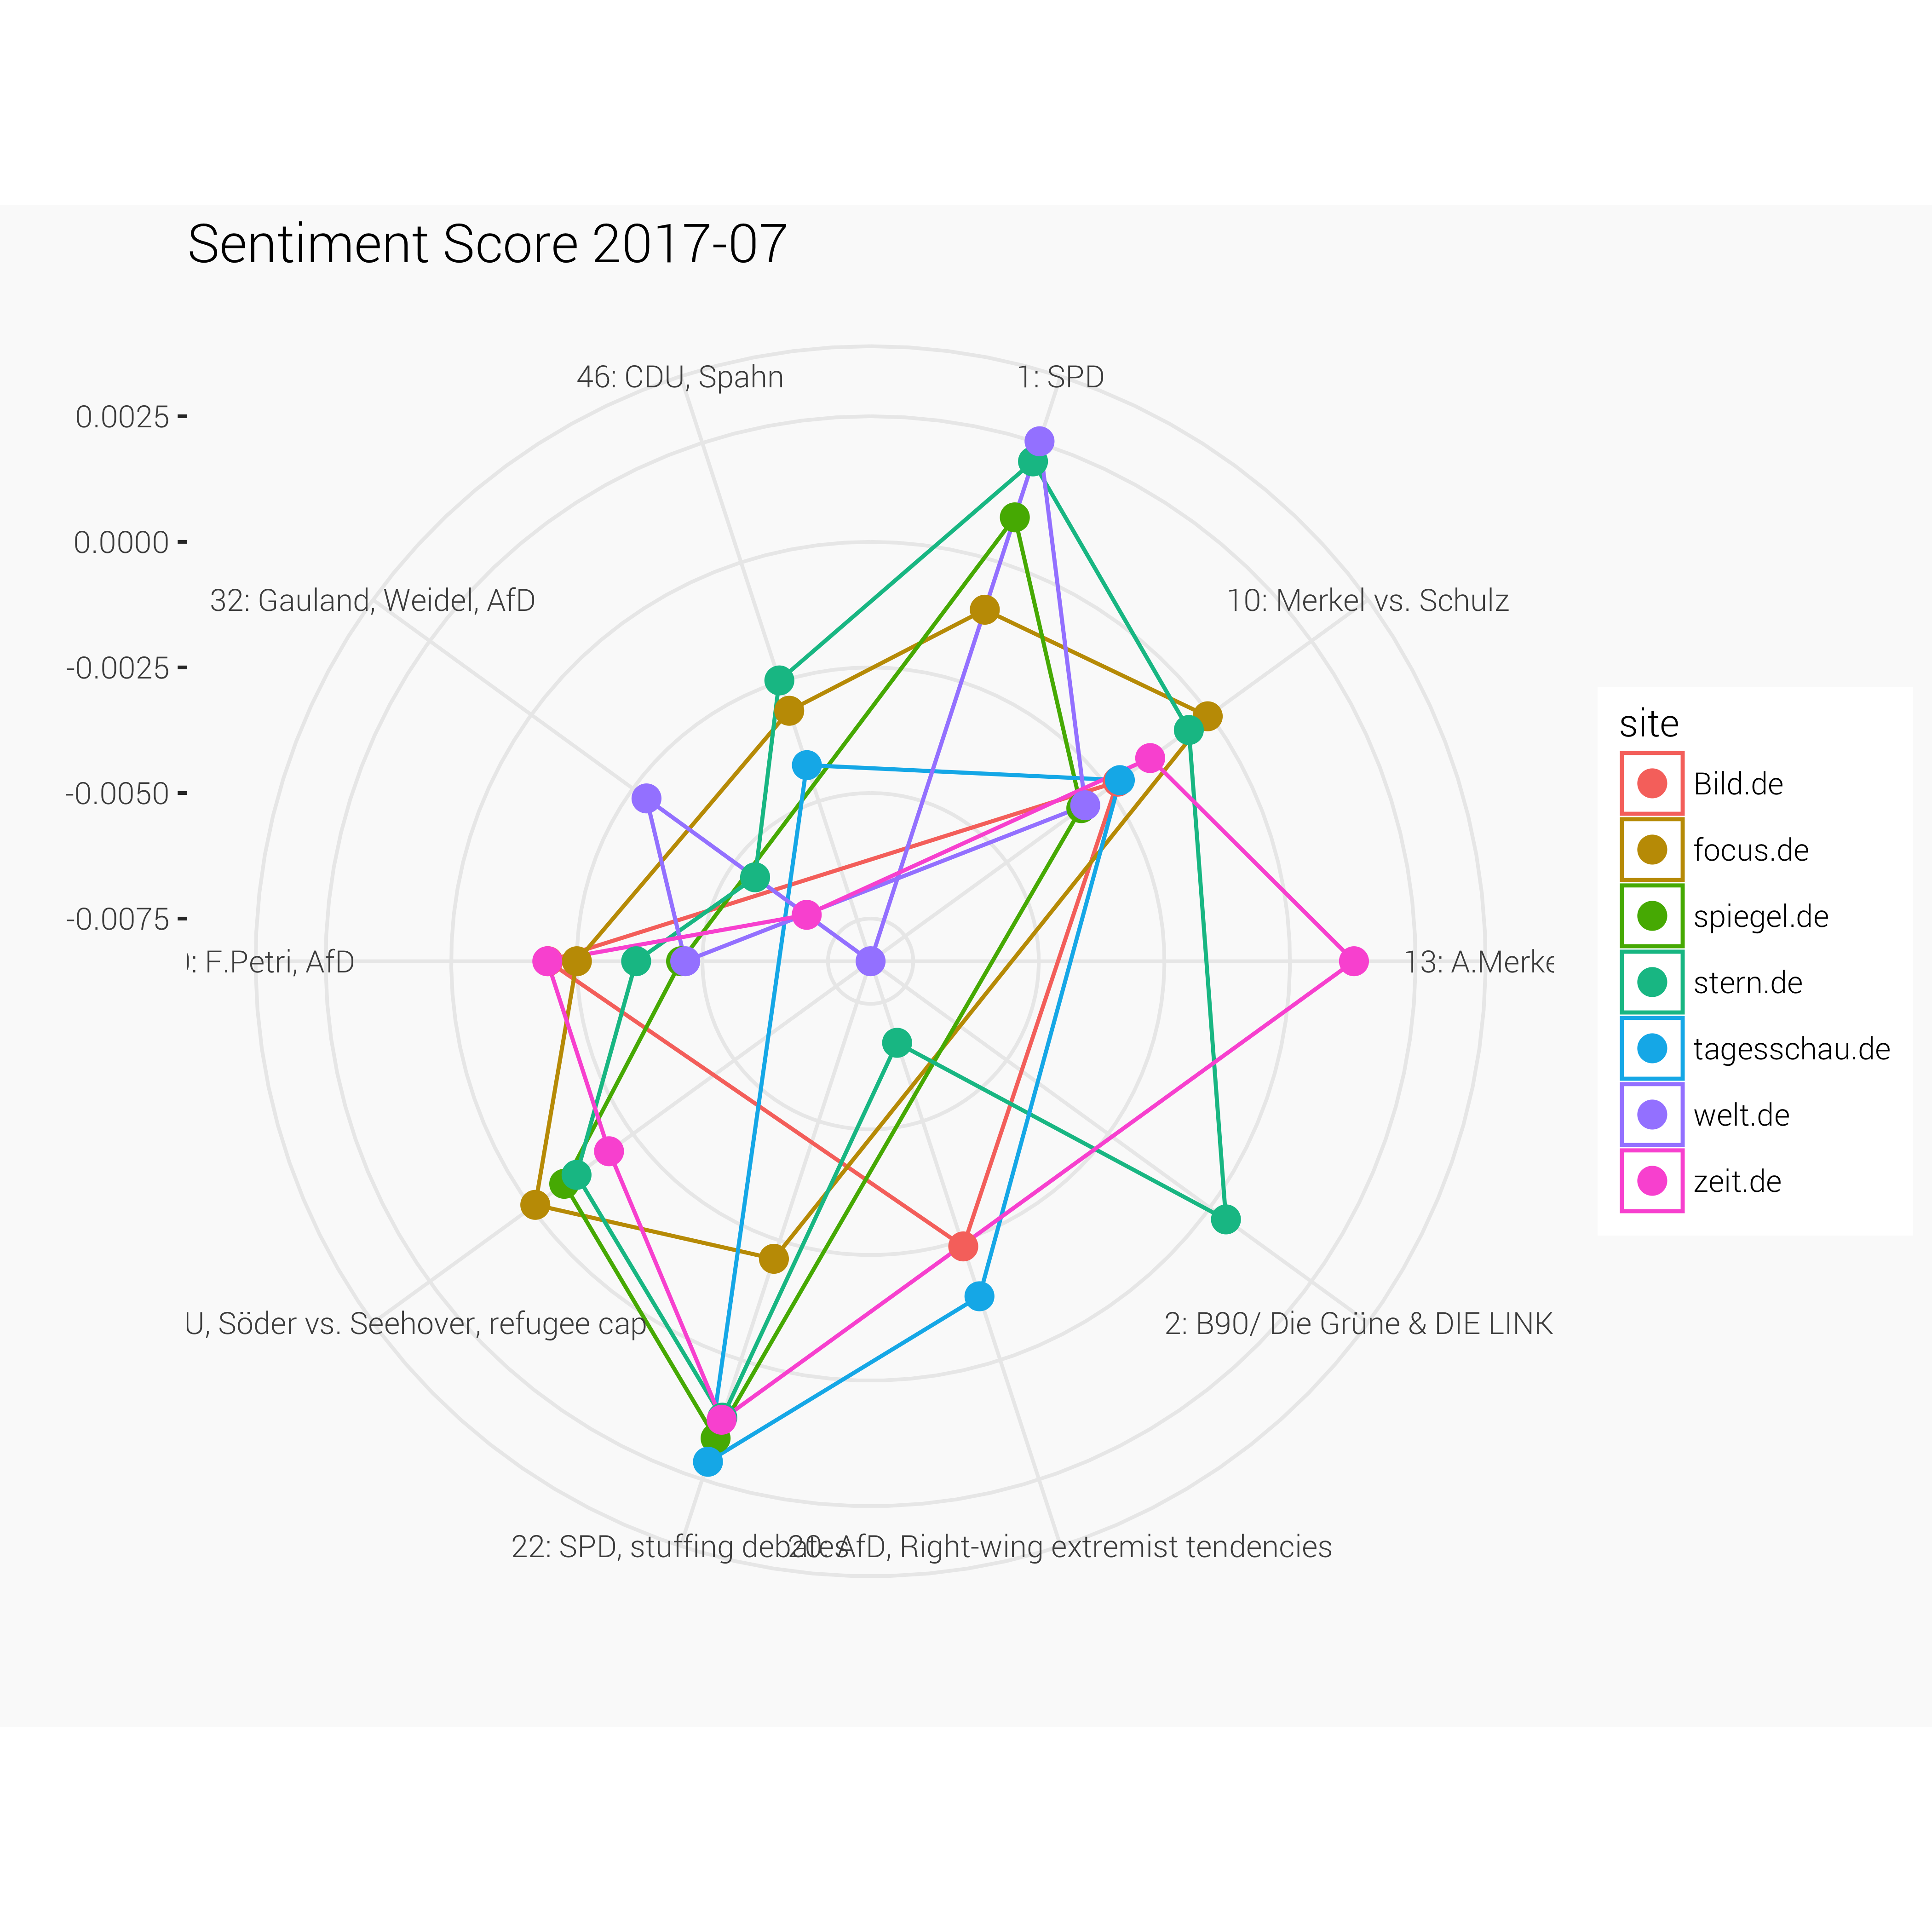 Sentiment Score 2017-07
46: CDU, Spahn
1: SPD
0.0025
0.0000
32: Gauland, Weidel, AfD
10: Merkel vs. Schulz
-0.0025
-0.0050
-0.0075
: F.Petri, AfD
13: A.Merke
U, Söder vs. Seehover, refugee cap
2: B90/ Die Grüne & DIE LINK
22: SPD, stuffing debates
20: AfD, Right-wing extremist tendencies
site
Bild.de
focus.de
spiegel.de
stern.de
tagesschau.de
welt.de
zeit.de